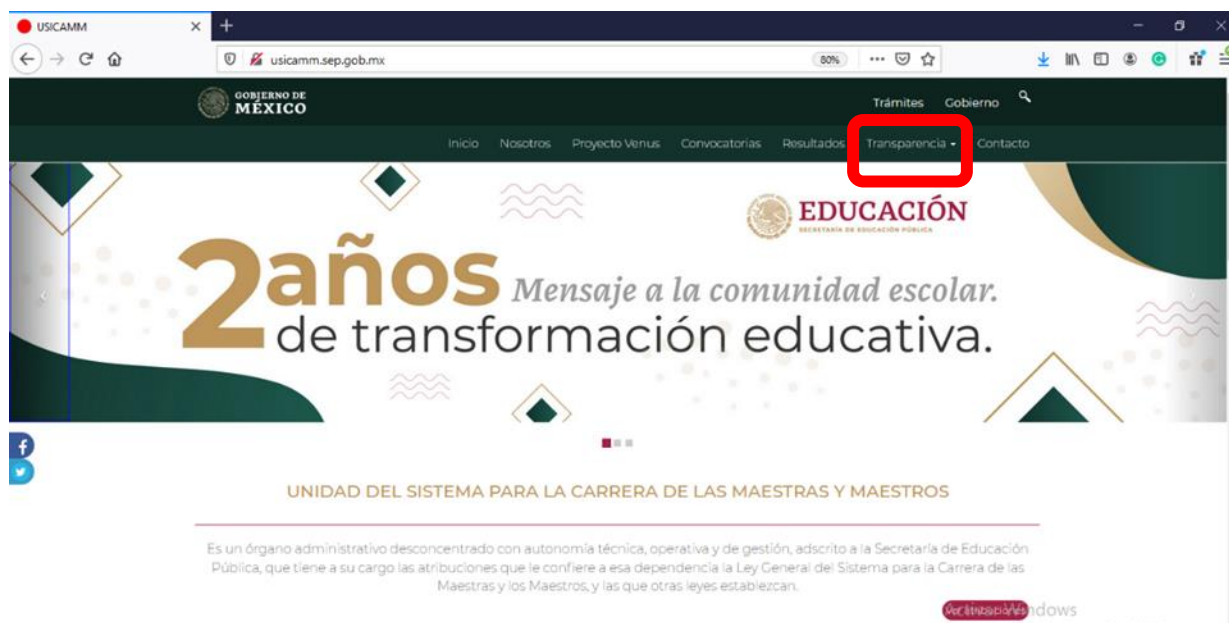 USICAMM
usicamm.sep.gob.mx
80%
GOBIERNO DE
MÉXICO
Trámites Gobierno
Inicio Nosotros Proyecto Venus Convocatorias Resultados Transparencia Contacto
EDUCACIÓN
SECRETARÍA DE EDUCACIÓN PÚBLICA
2años Mensaje a la comunidad escolar.
de transformación educativa.
UNIDAD DEL SISTEMA PARA LA CARRERA DE LAS MAESTRAS Y MAESTROS
Es un órgano administrativo desconcentrado con autonomía técnica, operativa y de gestión, adscrito a la Secretaría de Educación
Pública, que tiene a su cargo las atribuciones que le confiere a esa dependencia la Ley General del Sistema para la Carrera de las
Maestras y los Maestros, y las que otras leyes establezcan.